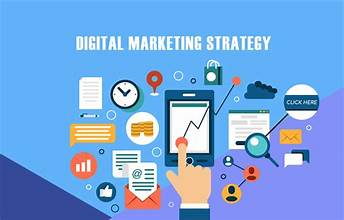 DIGITAL MARKETING STRATEGY
CLICK HERE
@